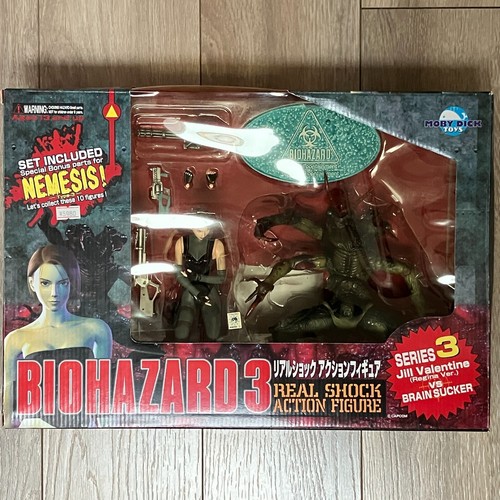 WARNING:
MOBY DICK
TOYS
SET INCLUDED
Special Bonus parts for
NEMESIS!
Let's collect these 10 figures!
BIOHAZARD 3
BIOHAZARD 3
リアルショック アクションフィギュア
REAL SHOCK
ACTION FIGURE
SERIES 3
Jill Valentine
(Regina Ver.)
VS
BRAIN SUCKER
© CAPCOM